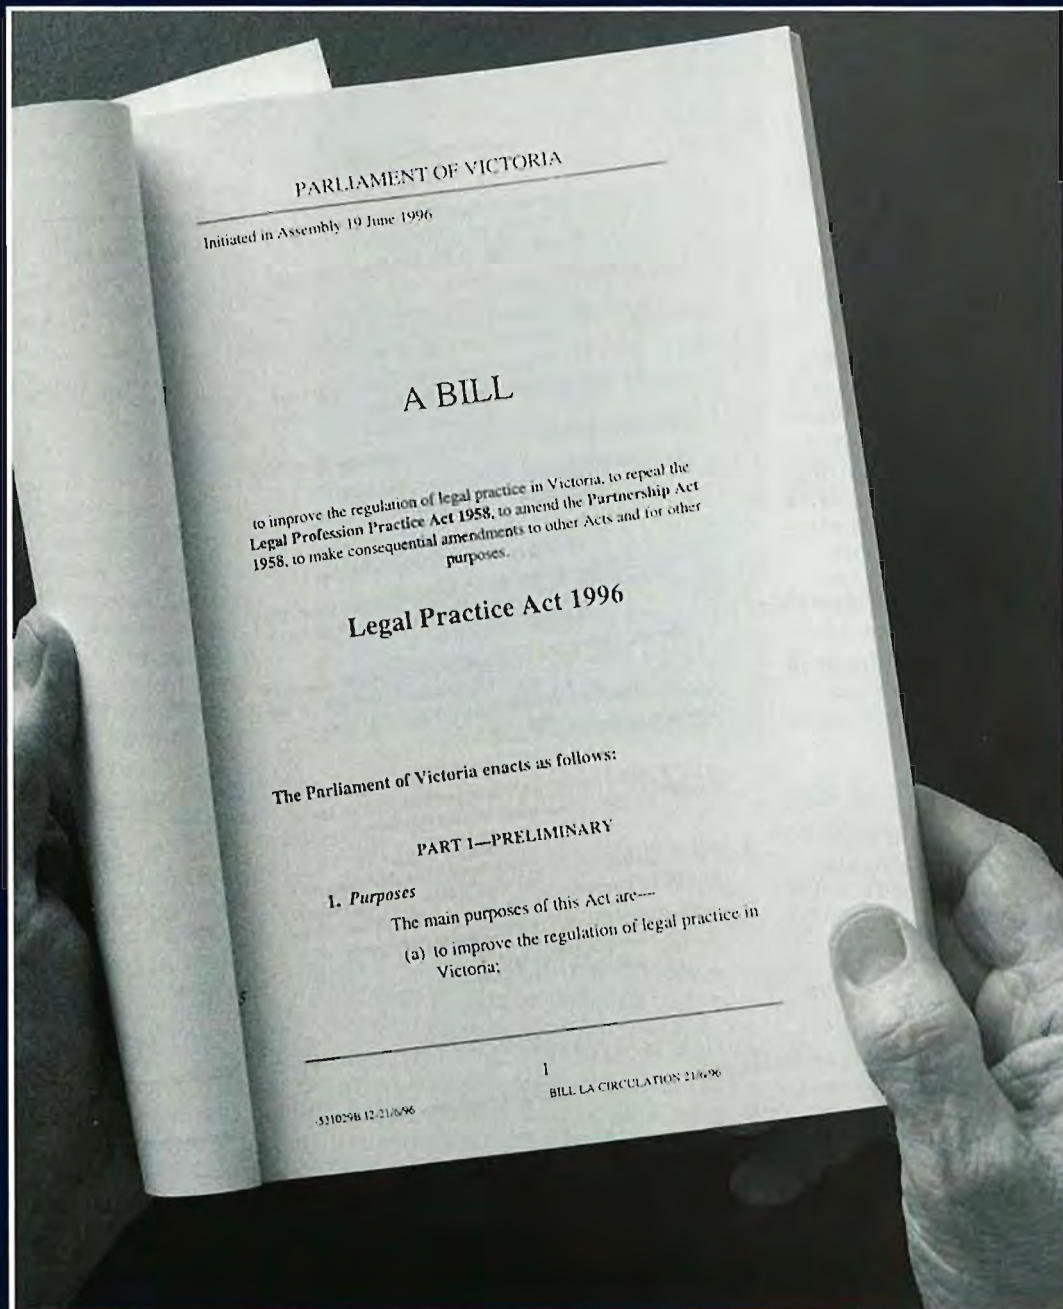 PARLIAMENT OF VICTORIA
Initiated in Assembly 19 June 1996
A BILL
to improve the regulation of legal practice in Victoria, to repeal the
Legal Profession Practice Act 1958, to amend the Partnership Act
1958, to make consequential amendments to other Acts and for other
purposes.
Legal Practice Act 1996
The Parliament of Victoria enacts as follows:
PART 1—PRELIMINARY
1. Purposes
The main purposes of this Act are—
(a) to improve the regulation of legal practice in
Victoria;
5
1
BILL LA CIRCULATION 21/6/96